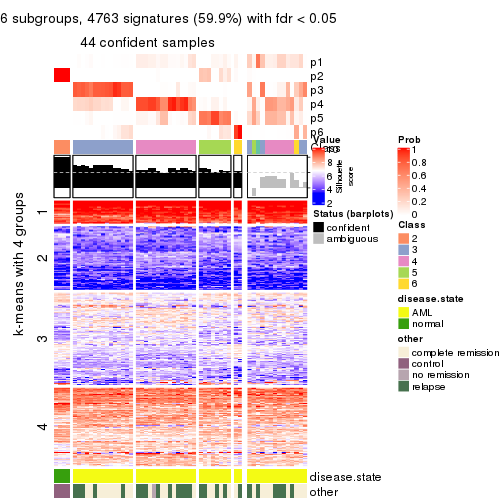 6 subgroups, 4763 signatures (59.9%) with fdr < 0.05
44 confident samples
p1
p2
p3
p4
p5
p6
Class
Silhouette
score
k-means with 4 groups
1
2
3
4
disease.state
other
Value
10
8
6
4
2
Status (barplots)
confident
ambiguous
Prob
1
0.8
0.6
0.4
0.2
0
Class
2
3
4
5
6
disease.state
AML
normal
other
complete remission
control
no remission
relapse